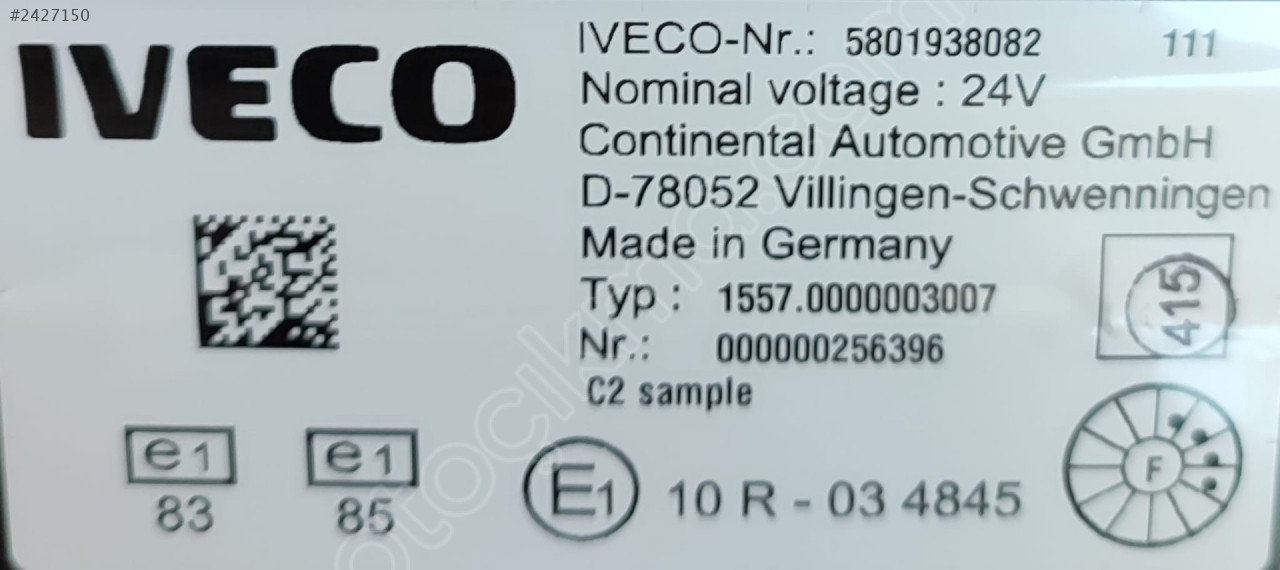 #2427150
IVECO
IVECO-Nr.: 5801938082 111
Nominal voltage : 24V
Continental Automotive GmbH
D-78052 Villingen-Schwenningen
Made in Germany
Typ : 1557.0000003007
Nr.: 000000256396
C2 sample
415
e1
83
e1
85
E1 10 R - 03 4845
F